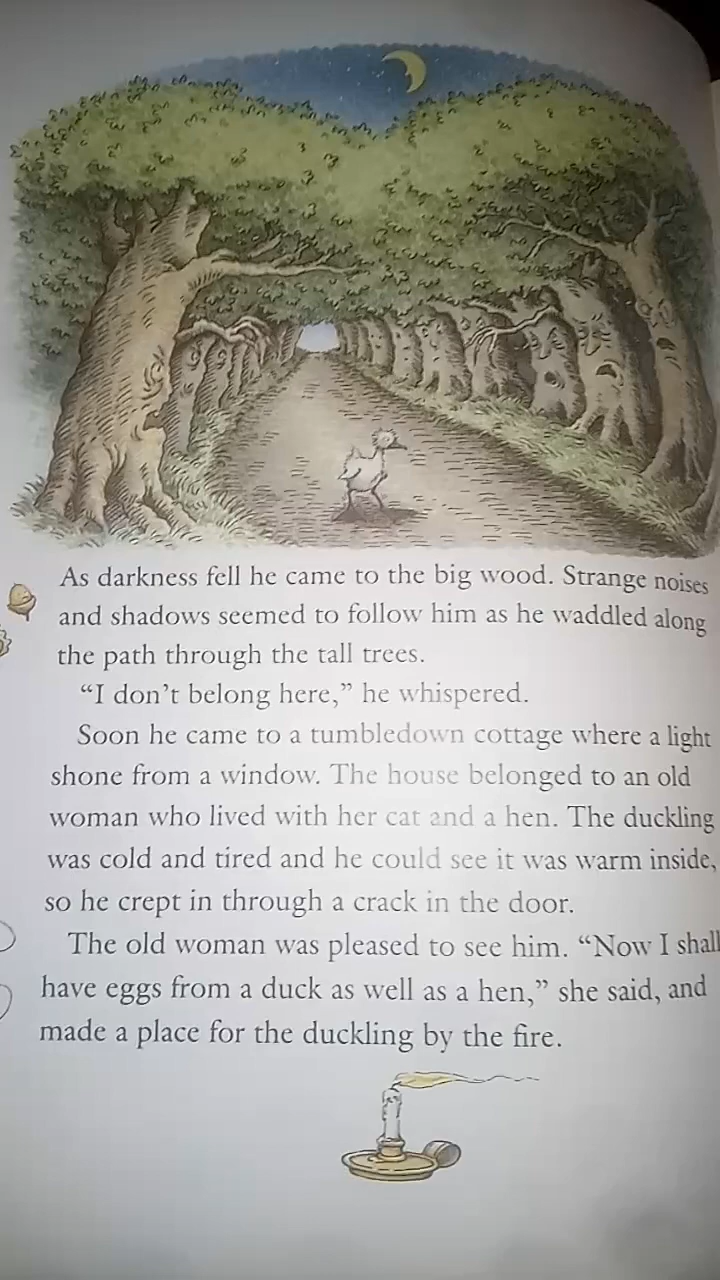 As darkness fell he came to the big wood. Strange noises
and shadows seemed to follow him as he waddled along
the path through the tall trees.
“I don’t belong here,” he whispered.
Soon he came to a tumbledown cottage where a light
shone from a window. The house belonged to an old
woman who lived with her cat and a hen. The duckling
was cold and tired and he could see it was warm inside,
so he crept in through a crack in the door.
The old woman was pleased to see him. “Now I shall
have eggs from a duck as well as a hen,” she said, and
made a place for the duckling by the fire.